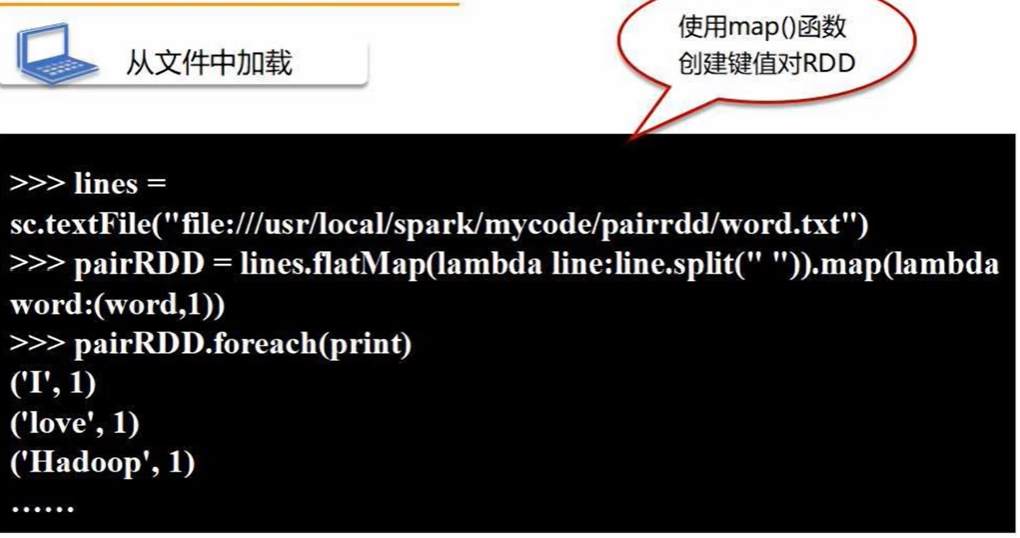 从文件中加载
使用map()函数
创建键值对RDD
>>> lines =
sc.textFile("file:///usr/local/spark/mycode/pairrdd/word.txt")
>>> pairRDD = lines.flatMap(lambda line:line.split(" ")).map(lambda
word:(word,1))
>>> pairRDD.foreach(print)
('I', 1)
('love', 1)
('Hadoop', 1)
……